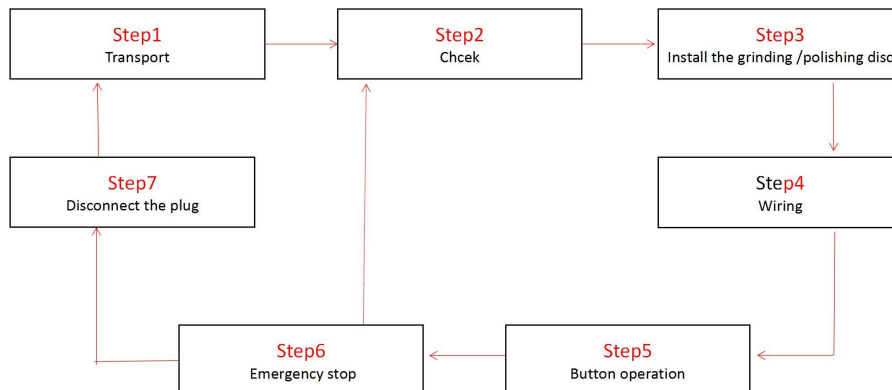 Step1
Transport
Step2
Chcek
Step3
Install the grinding /polishing disc
Step7
Disconnect the plug
Step4
Wiring
Step6
Emergency stop
Step5
Button operation